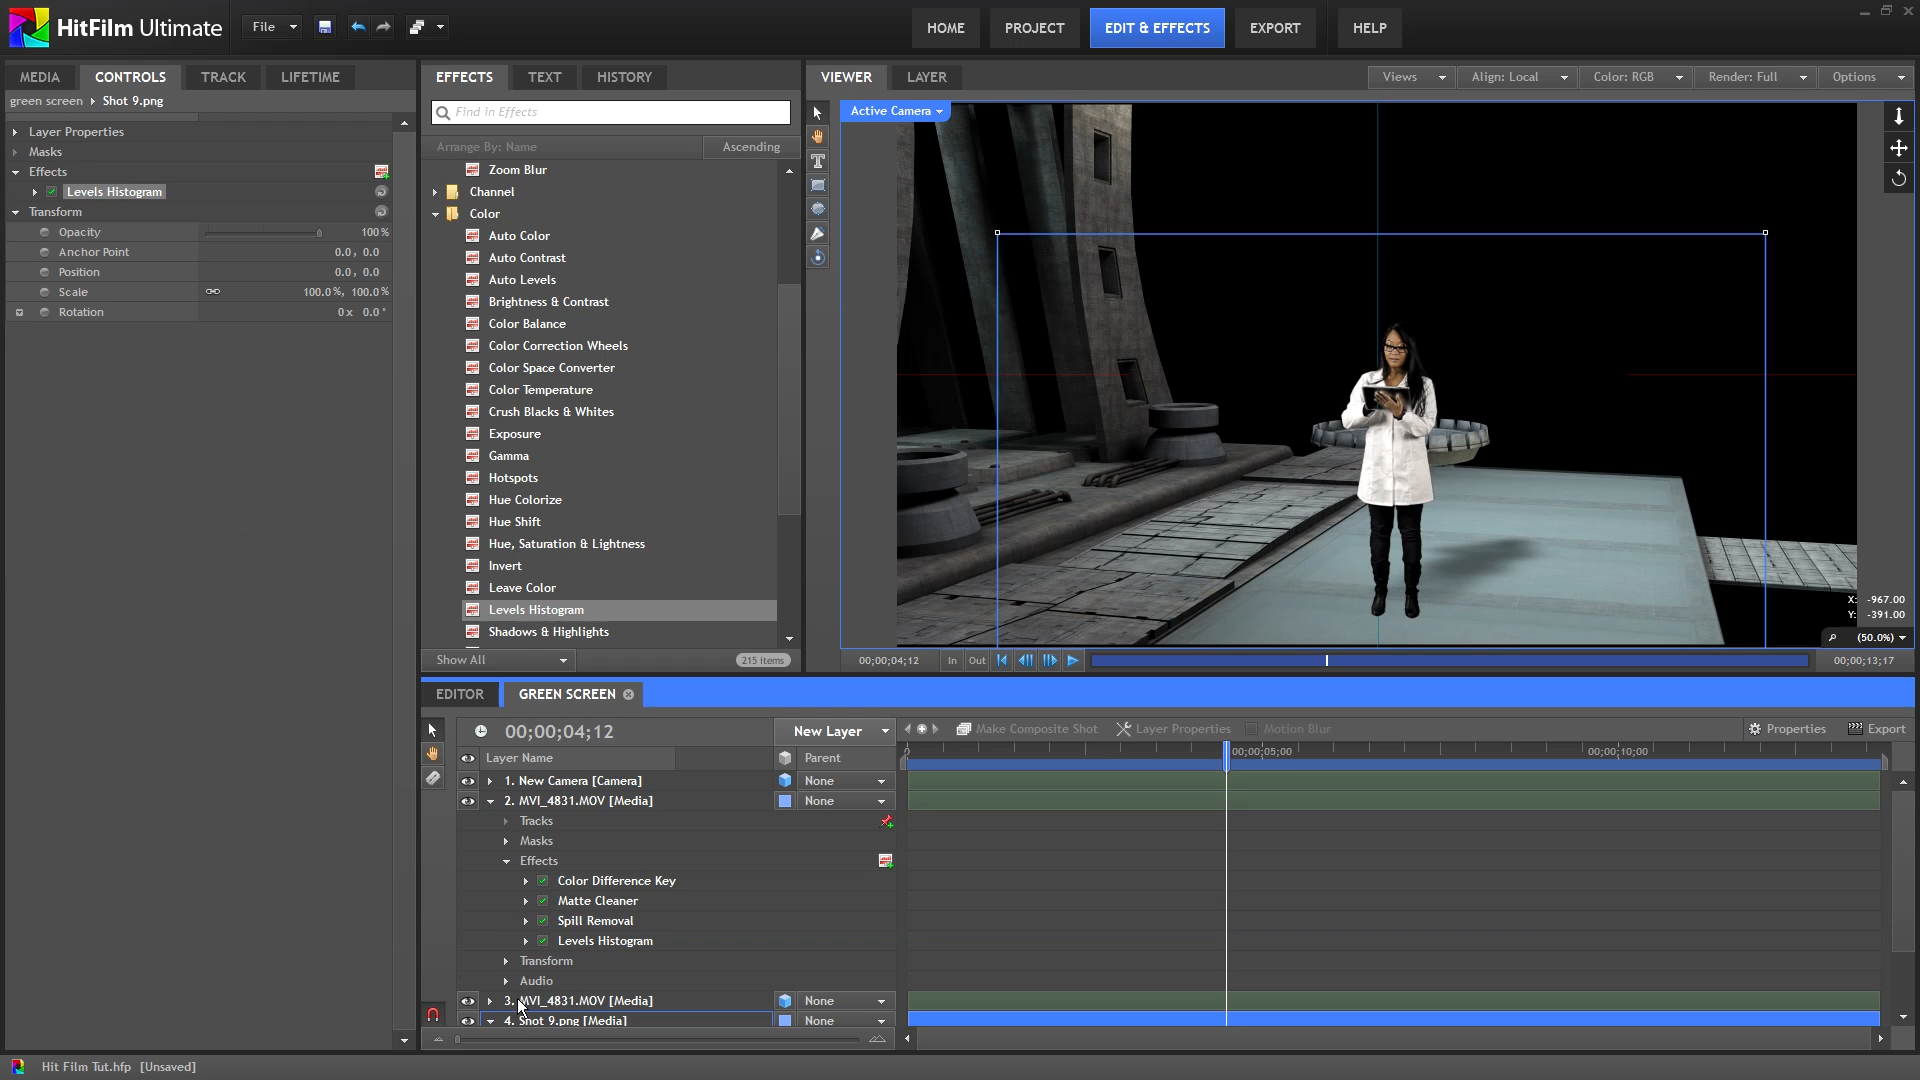 HitFilm Ultimate
File
HOME
PROJECT
EDIT & EFFECTS
EXPORT
HELP
MEDIA
CONTROLS
TRACK
LIFETIME
green screen ▸ Shot 9.png
Layer Properties
Masks
Effects
Levels Histogram
Transform
Opacity 100%
Anchor Point 0.0, 0.0
Position 0.0, 0.0
Scale 100.0%, 100.0%
Rotation 0x 0.0°
EFFECTS
TEXT
HISTORY
Find in Effects
Arrange By: Name
Ascending
Zoom Blur
Channel
Color
Auto Color
Auto Contrast
Auto Levels
Brightness & Contrast
Color Balance
Color Correction Wheels
Color Space Converter
Color Temperature
Crush Blacks & Whites
Exposure
Gamma
Hotspots
Hue Colorize
Hue Shift
Hue, Saturation & Lightness
Invert
Leave Color
Levels Histogram
Shadows & Highlights
Show All
215 items
VIEWER
LAYER
Views
Align: Local
Color: RGB
Render: Full
Options
Active Camera
X: -967.00
Y: -391.00
(50.0%)
00;00;04;12
In
Out
00;00;13;17
EDITOR
GREEN SCREEN
00;00;04;12
New Layer
Make Composite Shot
Layer Properties
Motion Blur
Properties
Export
Layer Name
Parent
0
00;00;05;00
00;00;10;00
1. New Camera [Camera] None
2. MVI_4831.MOV [Media] None
Tracks
Masks
Effects
Color Difference Key
Matte Cleaner
Spill Removal
Levels Histogram
Transform
Audio
3. MVI_4831.MOV [Media] None
4. Shot 9.png [Media] None
Hit Film Tut.hfp [Unsaved]